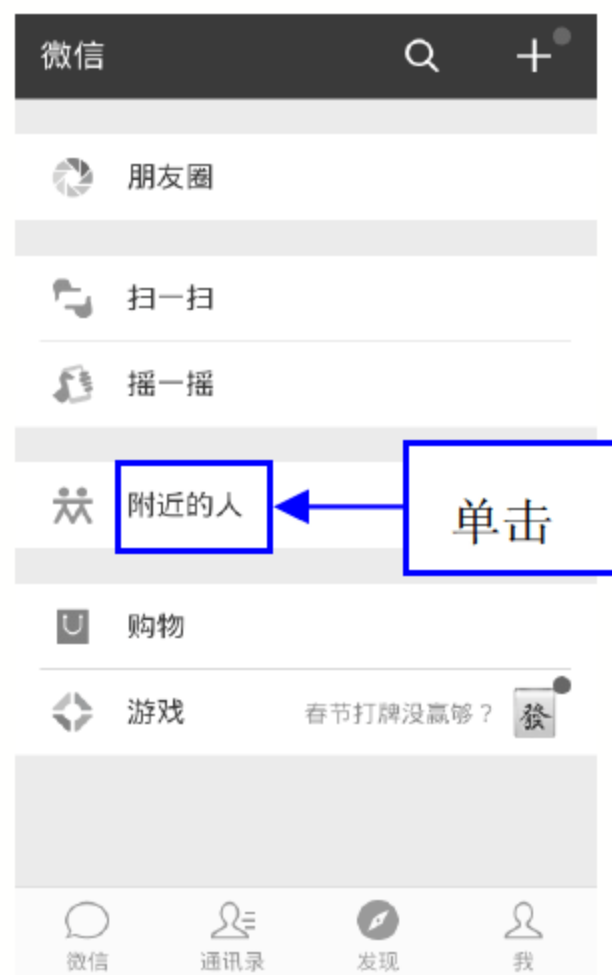 微信
朋友圈
扫一扫
摇一摇
附近的人
单击
购物
游戏 春节打牌没赢够？ 發
微信 通讯录 发现 我